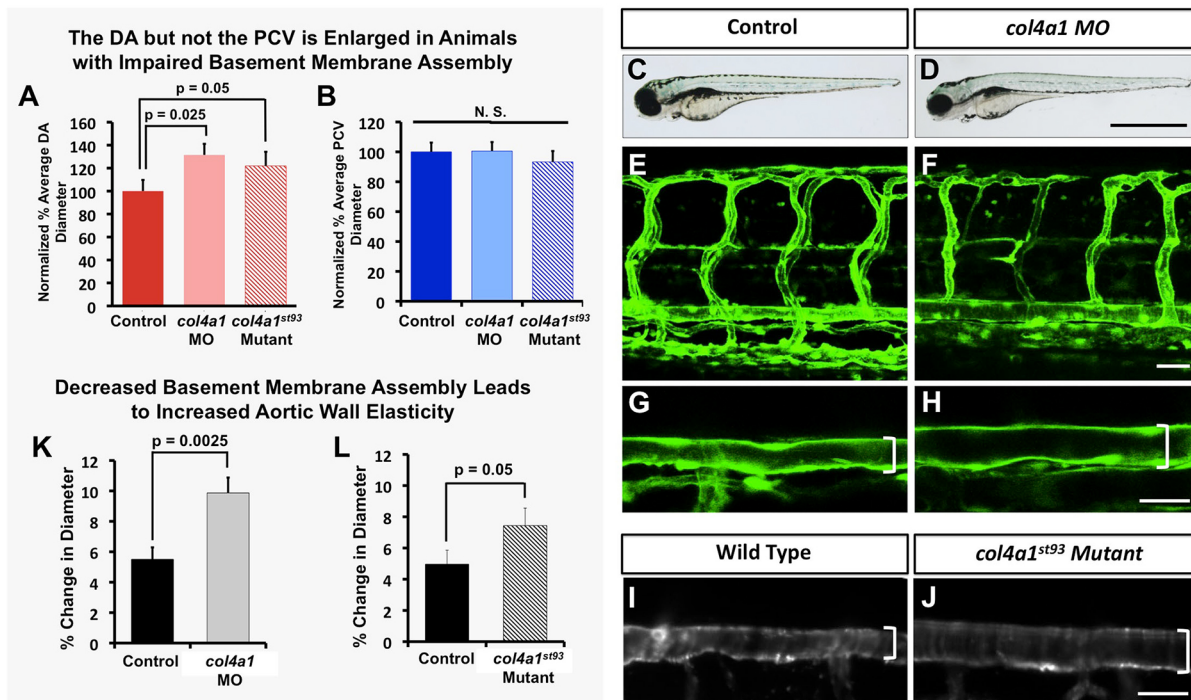 The DA but not the PCV is Enlarged in Animals
with Impaired Basement Membrane Assembly
A
p = 0.05
p = 0.025
Normalized % Average DA
Diameter
140
120
100
80
60
40
20
0
Control
col4a1
MO
col4a1st93
Mutant
B
N. S.
Normalized % Average PCV
Diameter
120
100
80
60
40
20
0
Control
col4a1
MO
col4a1st93
Mutant
Decreased Basement Membrane Assembly Leads
to Increased Aortic Wall Elasticity
K
p = 0.0025
% Change in Diameter
12
10
8
6
4
2
0
Control
col4a1
MO
L
p = 0.05
% Change in Diameter
12
10
8
6
4
2
0
Control
col4a1st93
Mutant
Control
col4a1 MO
C
D
E
F
G
H
Wild Type
col4a1st93 Mutant
I
J